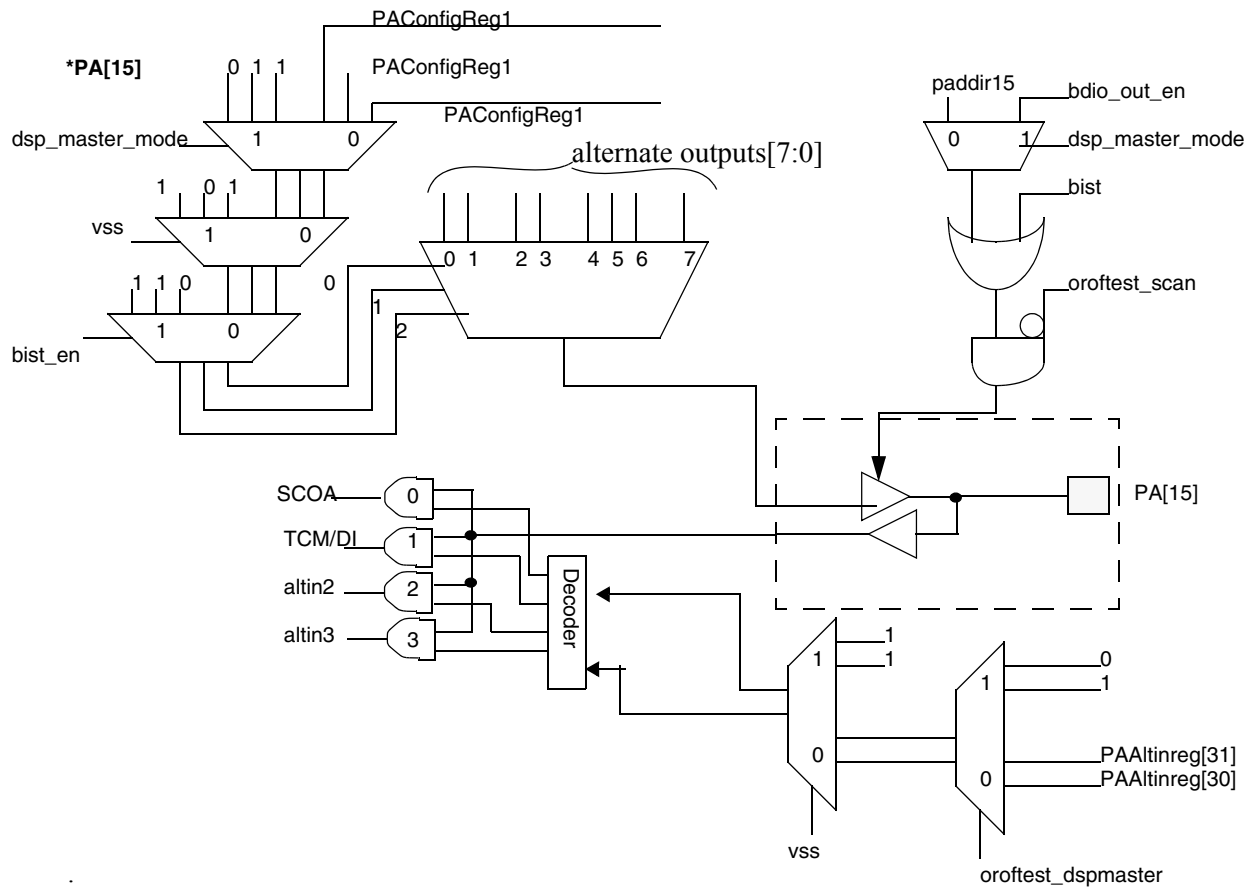 PAConfigReg1
*PA[15]
0 1 1
PAConfigReg1
PAConfigReg1
dsp_master_mode
1 0
paddir15
bdio_out_en
0 1
dsp_master_mode
alternate outputs[7:0]
1 0 1
vss
1 0
bist
0 1 2 3 4 5 6 7
1 1 0
0
1
2
1 0
bist_en
oroftest_scan
SCOA
0
TCM/DI
1
altin2
2
altin3
3
Decoder
PA[15]
1
1
1
0
vss
0
1
1
PAAltinreg[31]
0
PAAltinreg[30]
oroftest_dspmaster
.